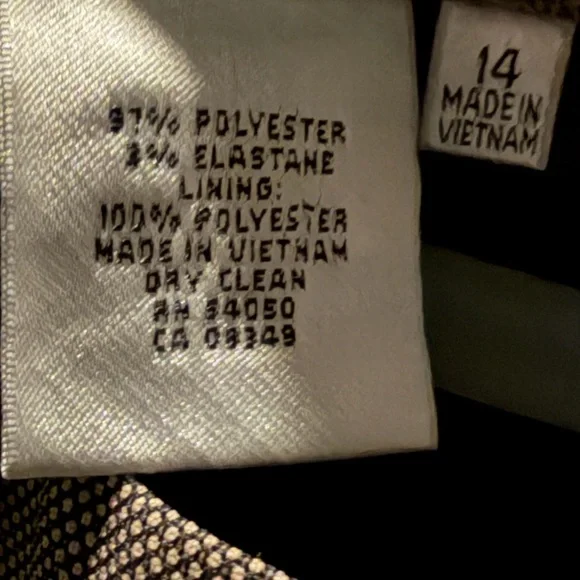 97% POLYESTER
3% ELASTANE
LINING:
100% POLYESTER
MADE IN VIETNAM
DRY CLEAN
RN 54050
CA 09349
14
MADE IN
VIETNAM